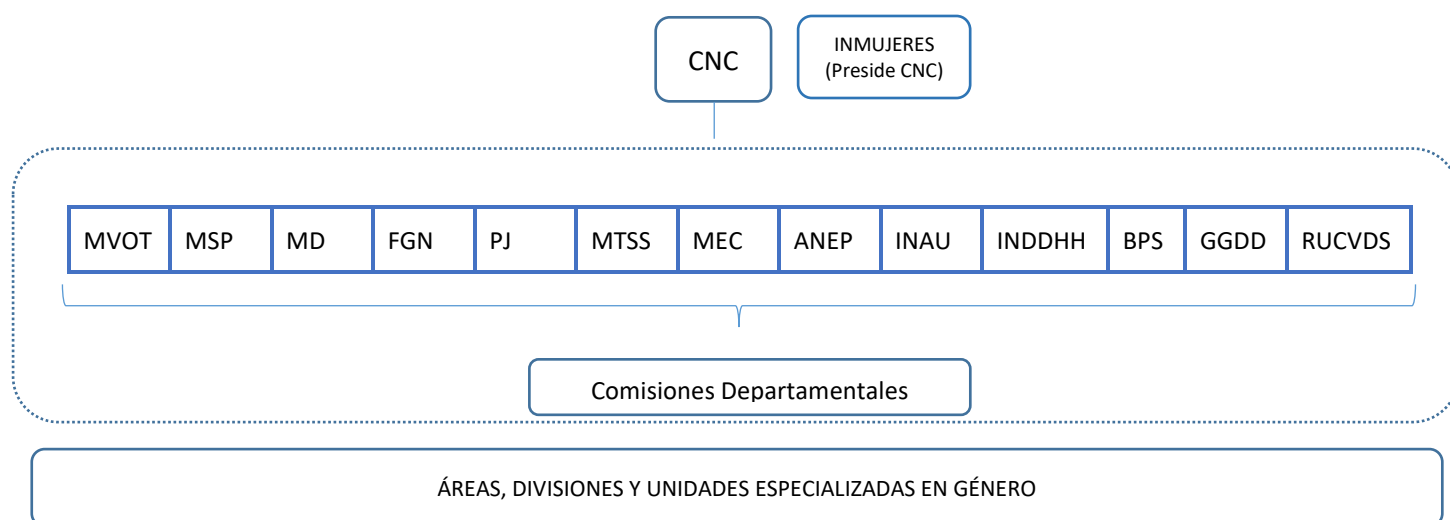 CNC
INMUJERES
(Preside CNC)
MVOT MSP MD FGN PJ MTSS MEC ANEP INAU INDDHH BPS GGDD RUCVDS
Comisiones Departamentales
ÁREAS, DIVISIONES Y UNIDADES ESPECIALIZADAS EN GÉNERO